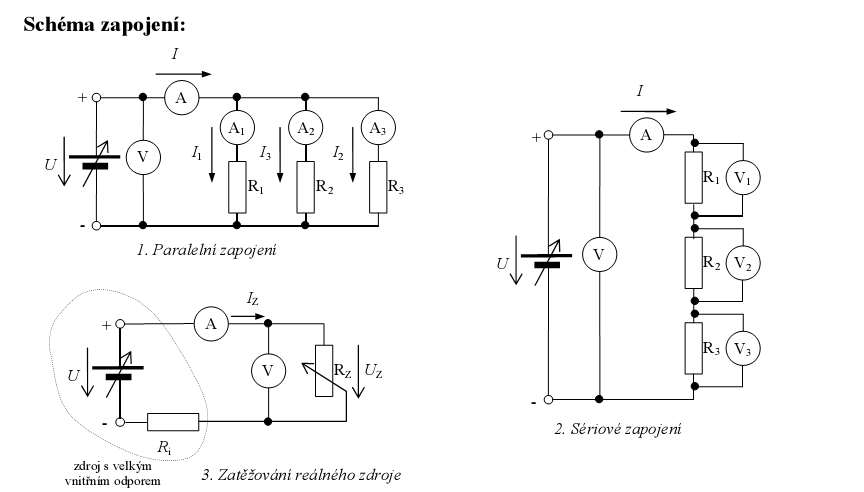 Schéma zapojení:
I
+ A
A1 A2 A3
U V I1 I3 I2
R1 R2 R3
-
1. Paralelní zapojení
I
+ A
R1 V1
U V R2 V2
R3 V3
-
2. Sériové zapojení
IZ
+ A
U V RZ UZ
-
Ri
zdroj s velkým
vnitřním odporem
3. Zatěžování reálného zdroje